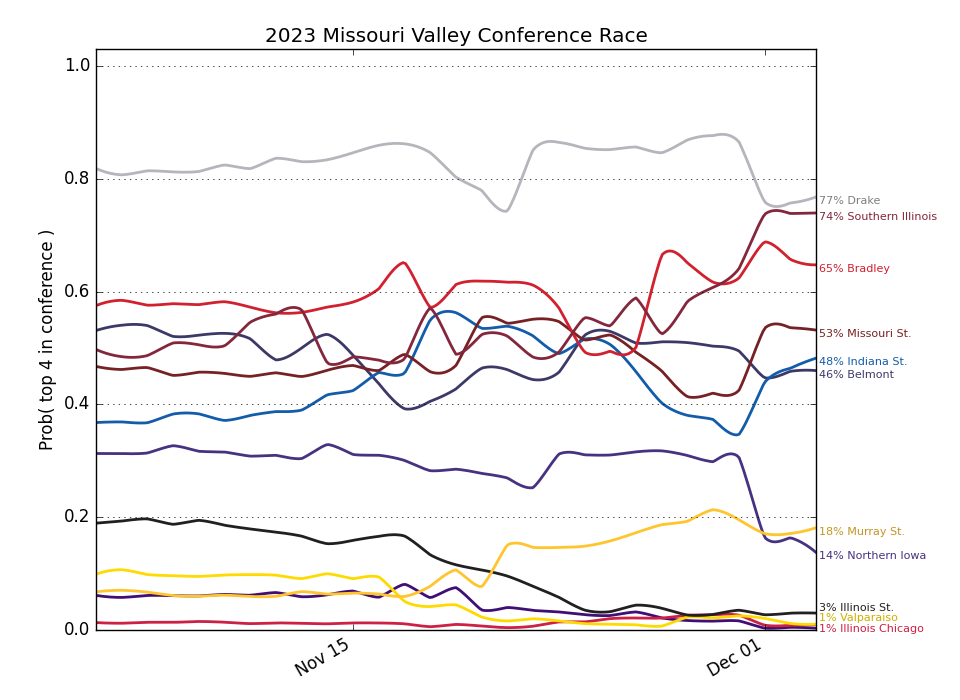 2023 Missouri Valley Conference Race
Prob( top 4 in conference )
1.0
0.8
0.6
0.4
0.2
0.0
Nov 15
Dec 01
77% Drake
74% Southern Illinois
65% Bradley
53% Missouri St.
48% Indiana St.
46% Belmont
18% Murray St.
14% Northern Iowa
3% Illinois St.
1% Valparaiso
1% Illinois Chicago